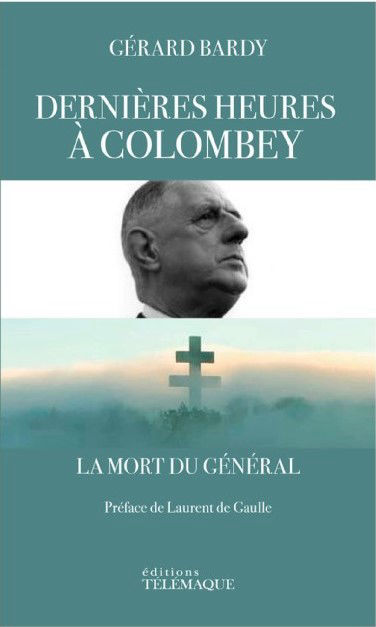 GÉRARD BARDY
DERNIÈRES HEURES
À COLOMBEY
LA MORT DU GÉNÉRAL
Préface de Laurent de Gaulle
éditions
TÉLÉMAQUE